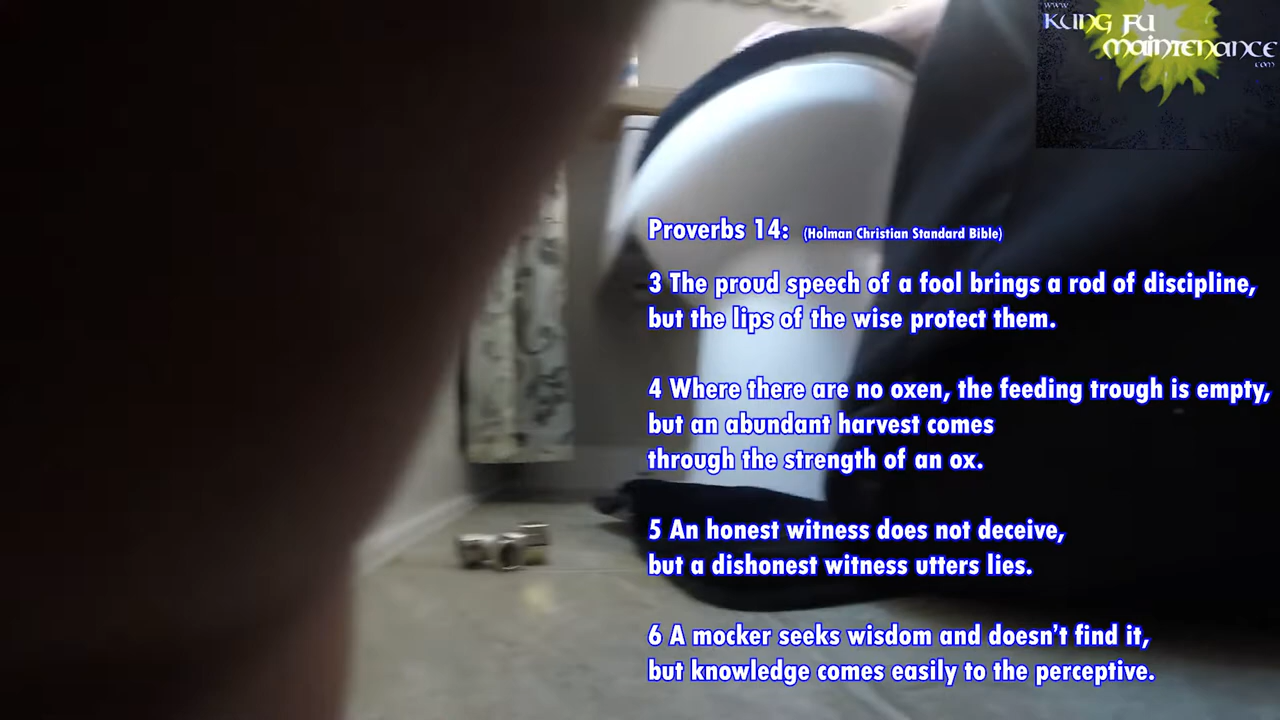 www
KUNG FU
MAINTENANCE
.com
Proverbs 14: (Holman Christian Standard Bible)
3 The proud speech of a fool brings a rod of discipline,
but the lips of the wise protect them.
4 Where there are no oxen, the feeding trough is empty,
but an abundant harvest comes
through the strength of an ox.
5 An honest witness does not deceive,
but a dishonest witness utters lies.
6 A mocker seeks wisdom and doesn’t find it,
but knowledge comes easily to the perceptive.